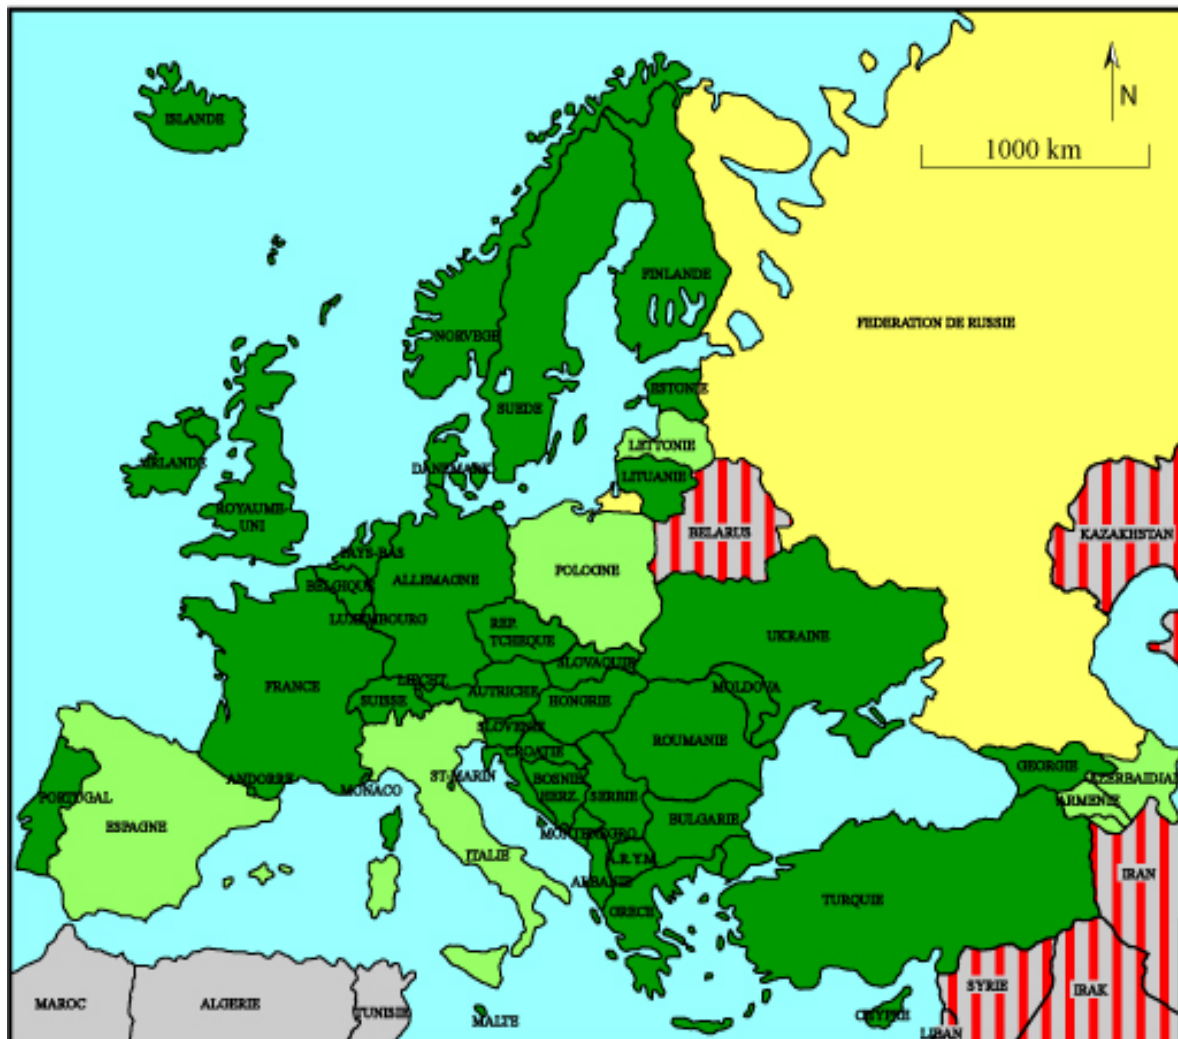 ISLANDE
N
1000 km
FINLANDE
FEDERATION DE RUSSIE
NORVEGE
ESTONIE
SUEDE
LETTONIE
IRLANDE
DANEMARK
LITUANIE
ROYAUME-
UNI
BELARUS
KAZAKHSTAN
PAYS-BAS
BELGIQUE
ALLEMAGNE
POLOGNE
LUXEMBOURG
REP.
TCHEQUE
UKRAINE
SLOVAQUIE
FRANCE
LIECHT.
SUISSE
AUTRICHE
HONGRIE
MOLDOVA
SLOVENIE
CROATIE
ROUMANIE
ANDORRE
MONACO
ST-MARIN
BOSNIE
HERZ.
SERBIE
GEORGIE
AZERBAIDJAN
ARMENIE
PORTUGAL
ESPAGNE
ITALIE
MONTENEGRO
BULGARIE
A.R.Y.M
ALBANIE
GRECE
TURQUIE
IRAN
MAROC
ALGERIE
TUNISIE
MALTE
CHYPRE
SYRIE
LIBAN
IRAK